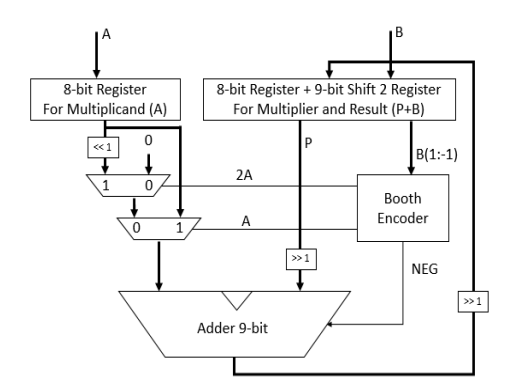 A
B
8-bit Register
For Multiplicand (A)
8-bit Register + 9-bit Shift 2 Register
For Multiplier and Result (P+B)
<< 1
0
P
B(1:-1)
1 0
2A
Booth
Encoder
0 1
A
>> 1
NEG
>> 1
Adder 9-bit